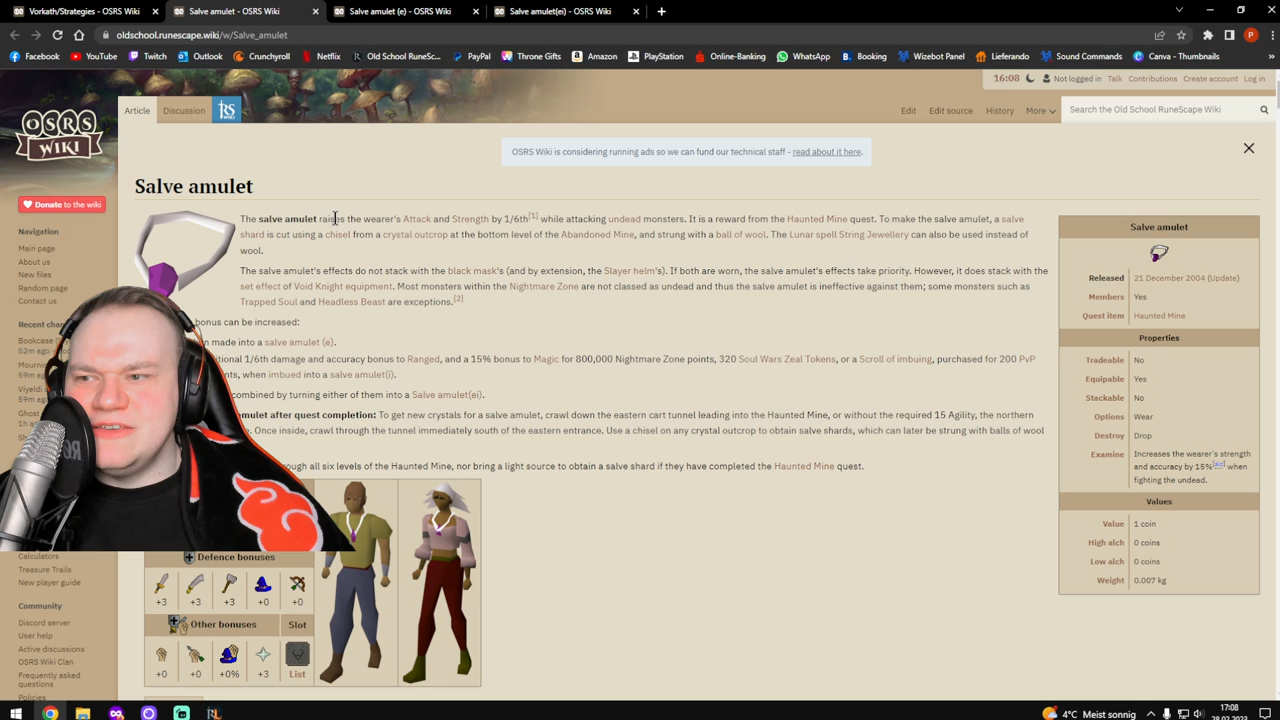 Vorkath/Strategies - OSRS Wiki
Salve amulet - OSRS Wiki
Salve amulet (e) - OSRS Wiki
Salve amulet(ei) - OSRS Wiki
oldschool.runescape.wiki/w/Salve_amulet
Facebook YouTube Twitch Outlook Crunchyroll Netflix Old School RuneSc... PayPal Throne Gifts Amazon PlayStation Online-Banking WhatsApp Booking Wizebot Panel Lieferando Sound Commands Canva - Thumbnails
16:08 Not logged in Talk Contributions Create account Log in
Article Discussion RS WIKI Edit Edit source History More Search the Old School RuneScape Wiki
OSRS WIKI
OSRS Wiki is considering running ads so we can fund our technical staff - read about it here.
Donate to the wiki
Navigation
Main page
About us
New files
Random page
Contact us
Recent chan
Bookcase (
52m ago
Mournin
59m ag
Viyeldi
59m
Ghost
1h a
Calculators
Treasure Trails
New player guide
Community
Discord server
User help
Active discussions
OSRS Wiki Clan
Frequently asked
questions
Policies
Salve amulet
The salve amulet raises the wearer's Attack and Strength by 1/6th[1] while attacking undead monsters. It is a reward from the Haunted Mine quest. To make the salve amulet, a salve
shard is cut using a chisel from a crystal outcrop at the bottom level of the Abandoned Mine, and strung with a ball of wool. The Lunar spell String Jewellery can also be used instead of
wool.
The salve amulet's effects do not stack with the black mask's (and by extension, the Slayer helm's). If both are worn, the salve amulet's effects take priority. However, it does stack with the
set effect of Void Knight equipment. Most monsters within the Nightmare Zone are not classed as undead and thus the salve amulet is ineffective against them; some monsters such as
Trapped Soul and Headless Beast are exceptions.[2]
bonus can be increased:
n made into a salve amulet (e).
itional 1/6th damage and accuracy bonus to Ranged, and a 15% bonus to Magic for 800,000 Nightmare Zone points, 320 Soul Wars Zeal Tokens, or a Scroll of imbuing, purchased for 200 PvP
nts, when imbued into a salve amulet(i).
combined by turning either of them into a Salve amulet(ei).
amulet after quest completion: To get new crystals for a salve amulet, crawl down the eastern cart tunnel leading into the Haunted Mine, or without the required 15 Agility, the northern
e. Once inside, crawl through the tunnel immediately south of the eastern entrance. Use a chisel on any crystal outcrop to obtain salve shards, which can later be strung with balls of wool
rough all six levels of the Haunted Mine, nor bring a light source to obtain a salve shard if they have completed the Haunted Mine quest.
Defence bonuses
+3 +3 +3 +0 +0
Other bonuses Slot
+0 +0 +0% +3 List
Salve amulet
Released 21 December 2004 (Update)
Members Yes
Quest item Haunted Mine
Properties
Tradeable No
Equipable Yes
Stackable No
Options Wear
Destroy Drop
Examine Increases the wearer's strength
and accuracy by 16%[sic] when
fighting the undead.
Values
Value 1 coin
High alch 0 coins
Low alch 0 coins
Weight 0.007 kg
4°C Meist sonnig
17:08
28.02.2023